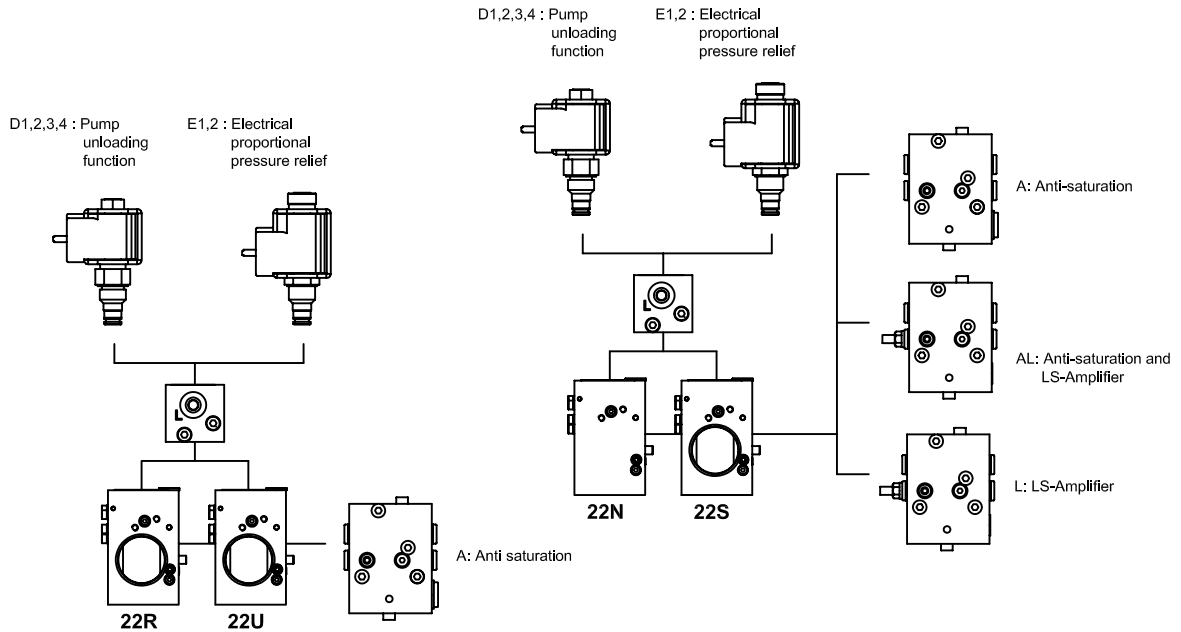 D1,2,3,4 : Pump
unloading
function
E1,2 : Electrical
proportional
pressure relief
L
22R
22U
A: Anti saturation
D1,2,3,4 : Pump
unloading
function
E1,2 : Electrical
proportional
pressure relief
L
22N
22S
A: Anti-saturation
AL: Anti-saturation and
LS-Amplifier
L: LS-Amplifier